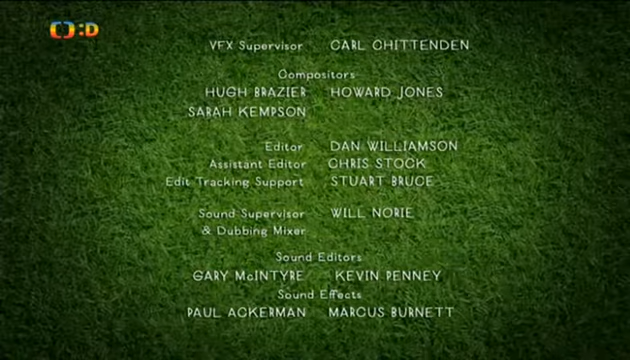 :D
VFX Supervisor CARL CHITTENDEN
Compositors
HUGH BRAZIER HOWARD JONES
SARAH KEMPSON
Editor DAN WILLIAMSON
Assistant Editor CHRIS STOCK
Edit Tracking Support STUART BRUCE
Sound Supervisor WILL NORIE
& Dubbing Mixer
Sound Editors
GARY McINTYRE KEVIN PENNEY
Sound Effects
PAUL ACKERMAN MARCUS BURNETT